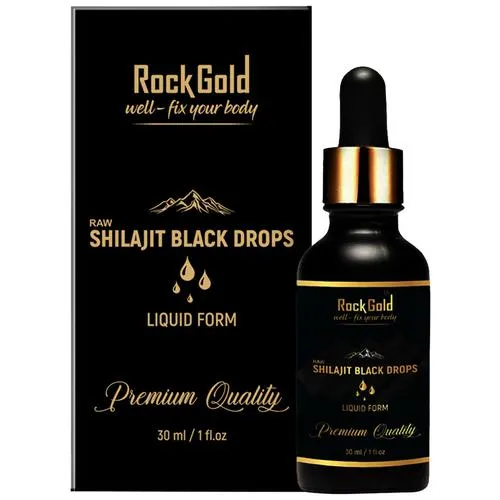 RockGold
well - fix your body
RAW
SHILAJIT BLACK DROPS
LIQUID FORM
Premium Quality
30 ml / 1 fl.oz
RockGold
well - fix your body
RAW
SHILAJIT BLACK DROPS
LIQUID FORM
Premium Quality
30 ml / 1 fl.oz